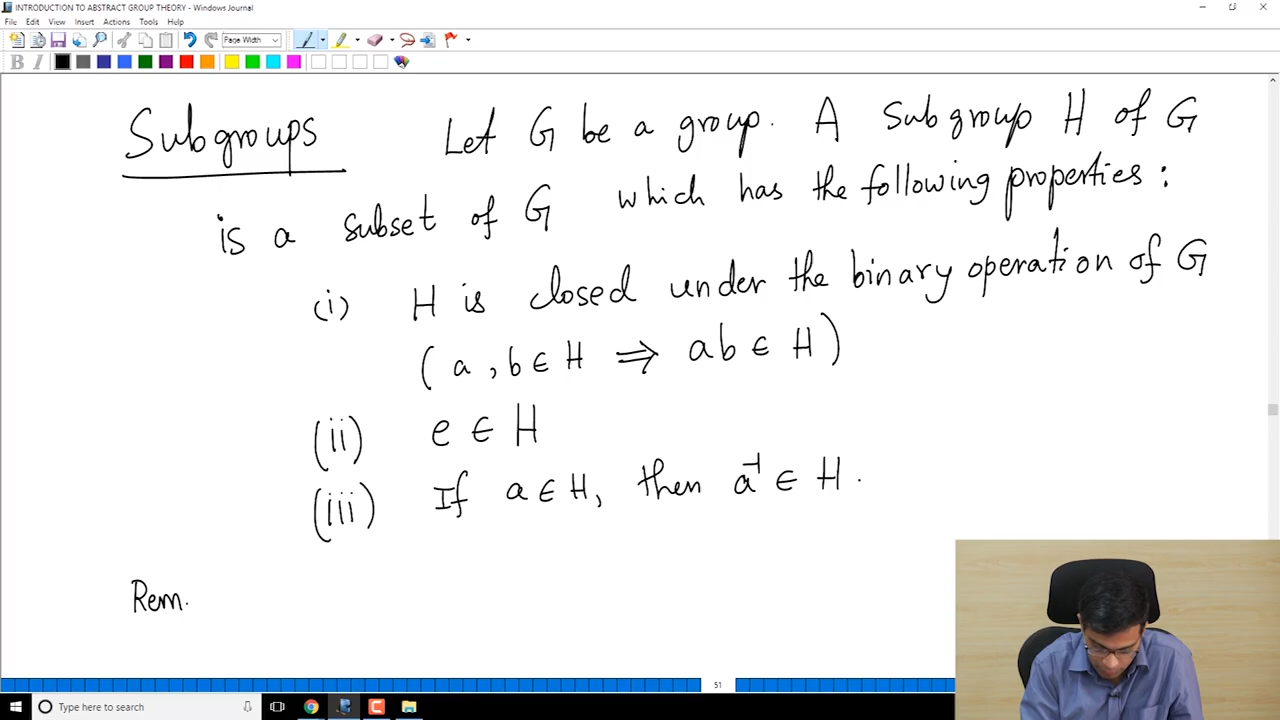 INTRODUCTION TO ABSTRACT GROUP THEORY - Windows Journal
File Edit View Insert Actions Tools Help
Page Width
B I
Subgroups Let G be a group. A subgroup H of G
is a subset of G which has the following properties:
(i) H is closed under the binary operation of G
(a, b ∈ H ⇒ ab ∈ H)
(ii) e ∈ H
(iii) If a ∈ H, then a⁻¹ ∈ H.
Rem.
51
Type here to search